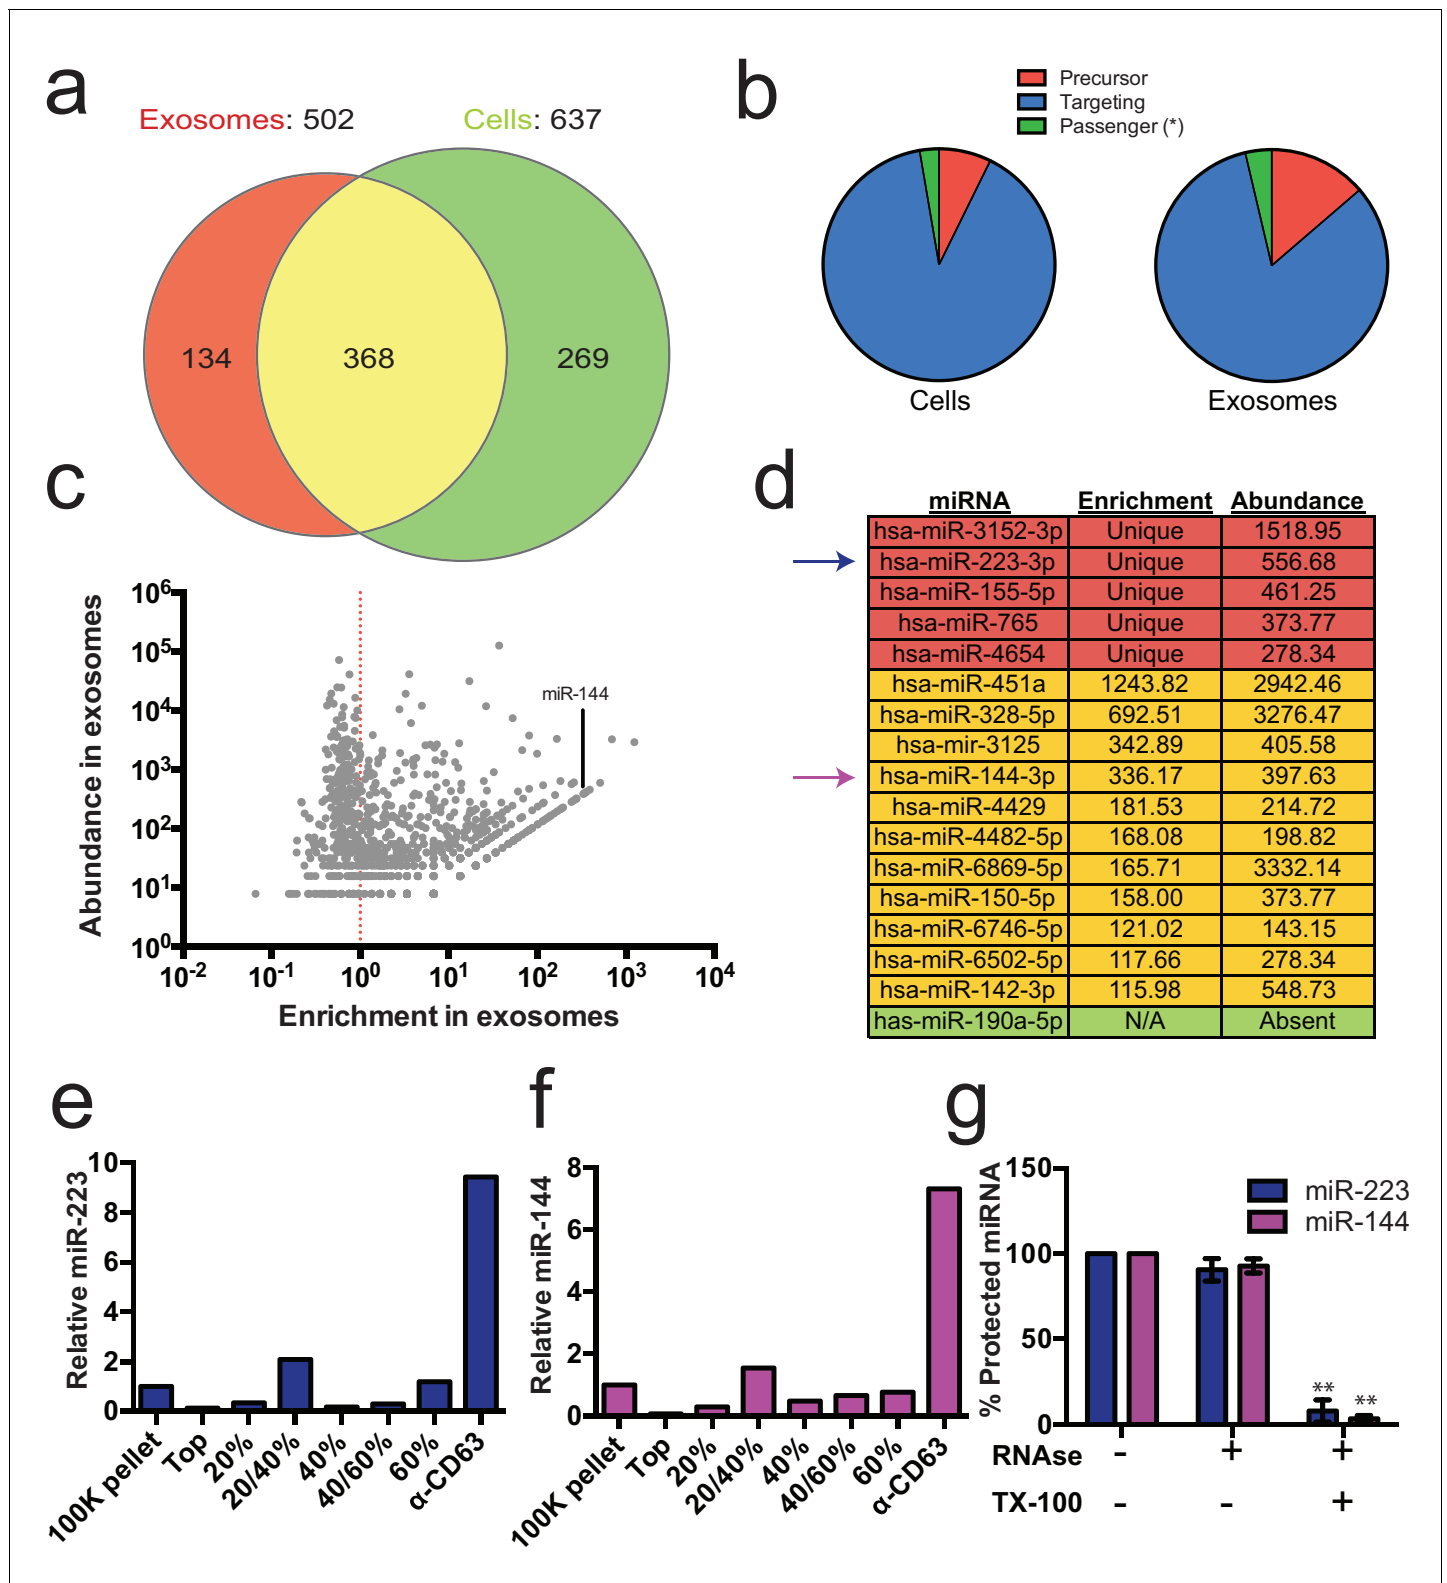 a
Exosomes: 502
Cells: 637
134
368
269
b
Precursor
Targeting
Passenger (*)
Cells
Exosomes
c
Abundance in exosomes
10^6
10^5
10^4
10^3
10^2
10^1
10^0
miR-144
10^-2 10^-1 10^0 10^1 10^2 10^3 10^4
Enrichment in exosomes
d
miRNA Enrichment Abundance
hsa-miR-3152-3p Unique 1518.95
hsa-miR-223-3p Unique 556.68
hsa-miR-155-5p Unique 461.25
hsa-miR-765 Unique 373.77
hsa-miR-4654 Unique 278.34
hsa-miR-451a 1243.82 2942.46
hsa-miR-328-5p 692.51 3276.47
hsa-mir-3125 342.89 405.58
hsa-miR-144-3p 336.17 397.63
hsa-miR-4429 181.53 214.72
hsa-miR-4482-5p 168.08 198.82
hsa-miR-6869-5p 165.71 3332.14
hsa-miR-150-5p 158.00 373.77
hsa-miR-6746-5p 121.02 143.15
hsa-miR-6502-5p 117.66 278.34
hsa-miR-142-3p 115.98 548.73
has-miR-190a-5p N/A Absent
e
Relative miR-223
10
8
6
4
2
0
100K pellet
Top
20%
20/40%
40%
40/60%
60%
α-CD63
f
Relative miR-144
8
6
4
2
0
100K pellet
Top
20%
20/40%
40%
40/60%
60%
α-CD63
g
% Protected miRNA
150
100
50
0
miR-223
miR-144
** **
RNAse - + +
TX-100 - - +